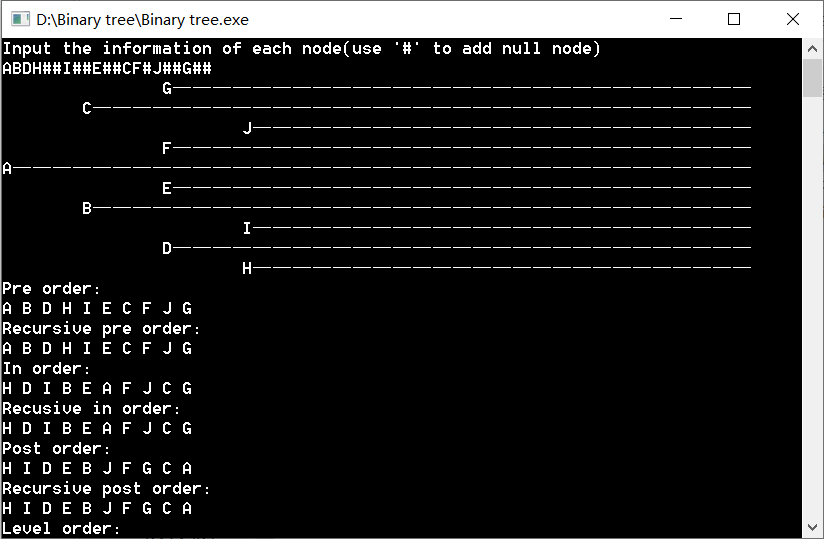 D:\Binary tree\Binary tree.exe
Input the information of each node(use '#' to add null node)
ABDH##I##E##CF#J##G##
G
C
J
F
A
E
B
I
D
H
Pre order:
A B D H I E C F J G
Recursive pre order:
A B D H I E C F J G
In order:
H D I B E A F J C G
Recusive in order:
H D I B E A F J C G
Post order:
H I D E B J F G C A
Recursive post order:
H I D E B J F G C A
Level order: